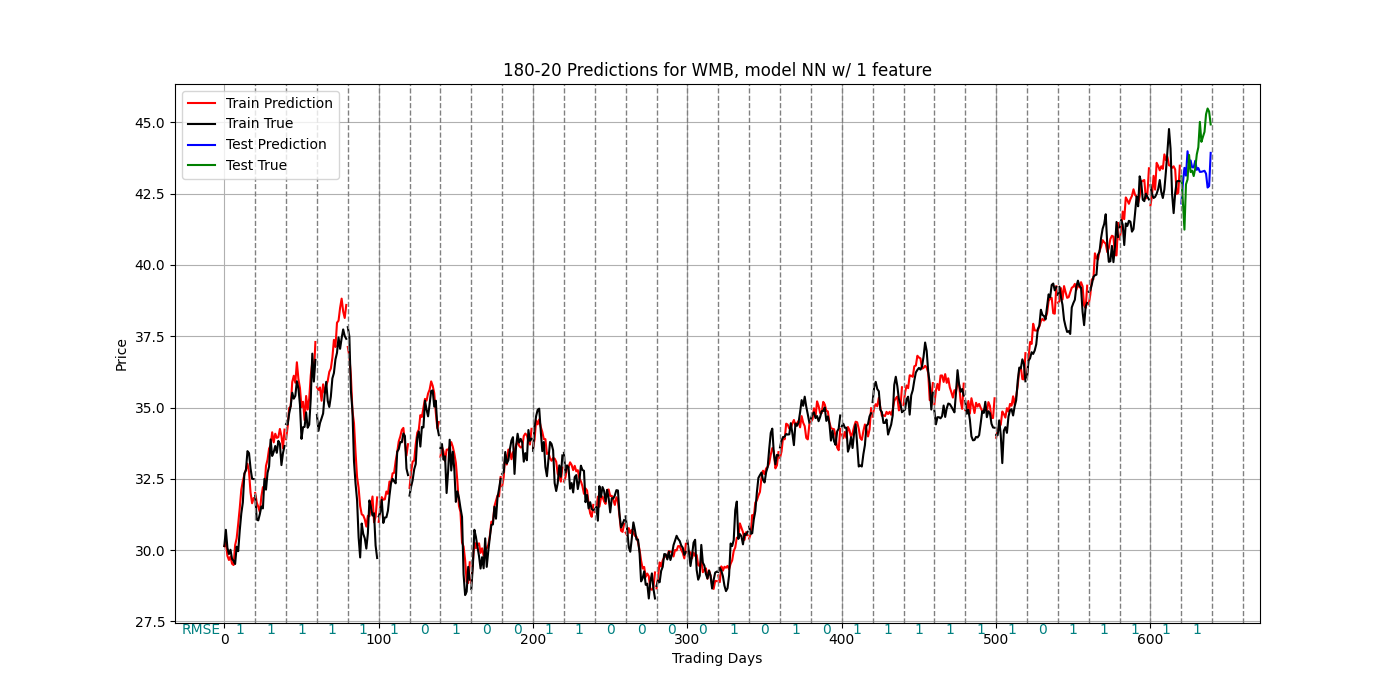 180-20 Predictions for WMB, model NN w/ 1 feature
Train Prediction
Train True
Test Prediction
Test True
45.0
42.5
40.0
37.5
35.0
32.5
30.0
27.5
Price
RMSE 1 1 1 1 1 1 0 1 0 0 1 1 0 0 0 0 1 0 1 0 1 1 1 1 1 1 0 1 1 1 1 1
0 100 200 300 400 500 600
Trading Days